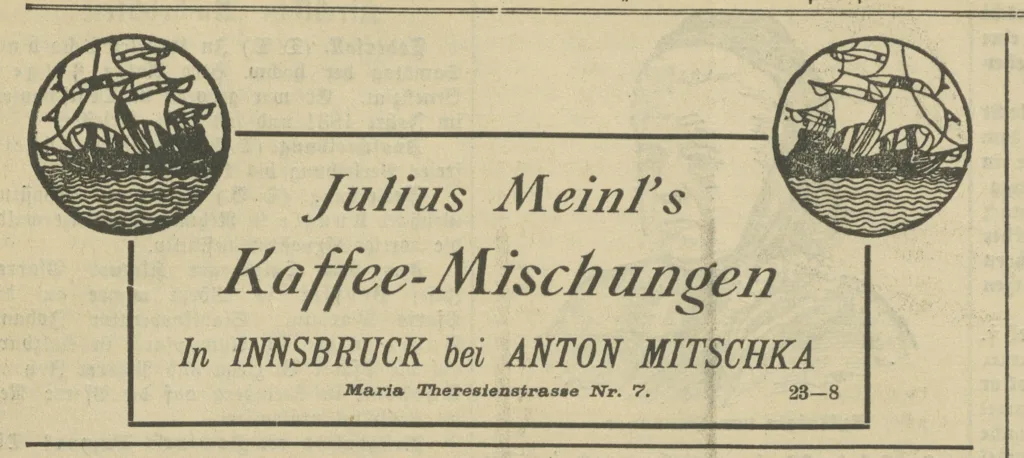 Julius Meinl's
Kaffee-Mischungen
In INNSBRUCK bei ANTON MITSCHKA
Maria Theresienstrasse Nr. 7. 23—8